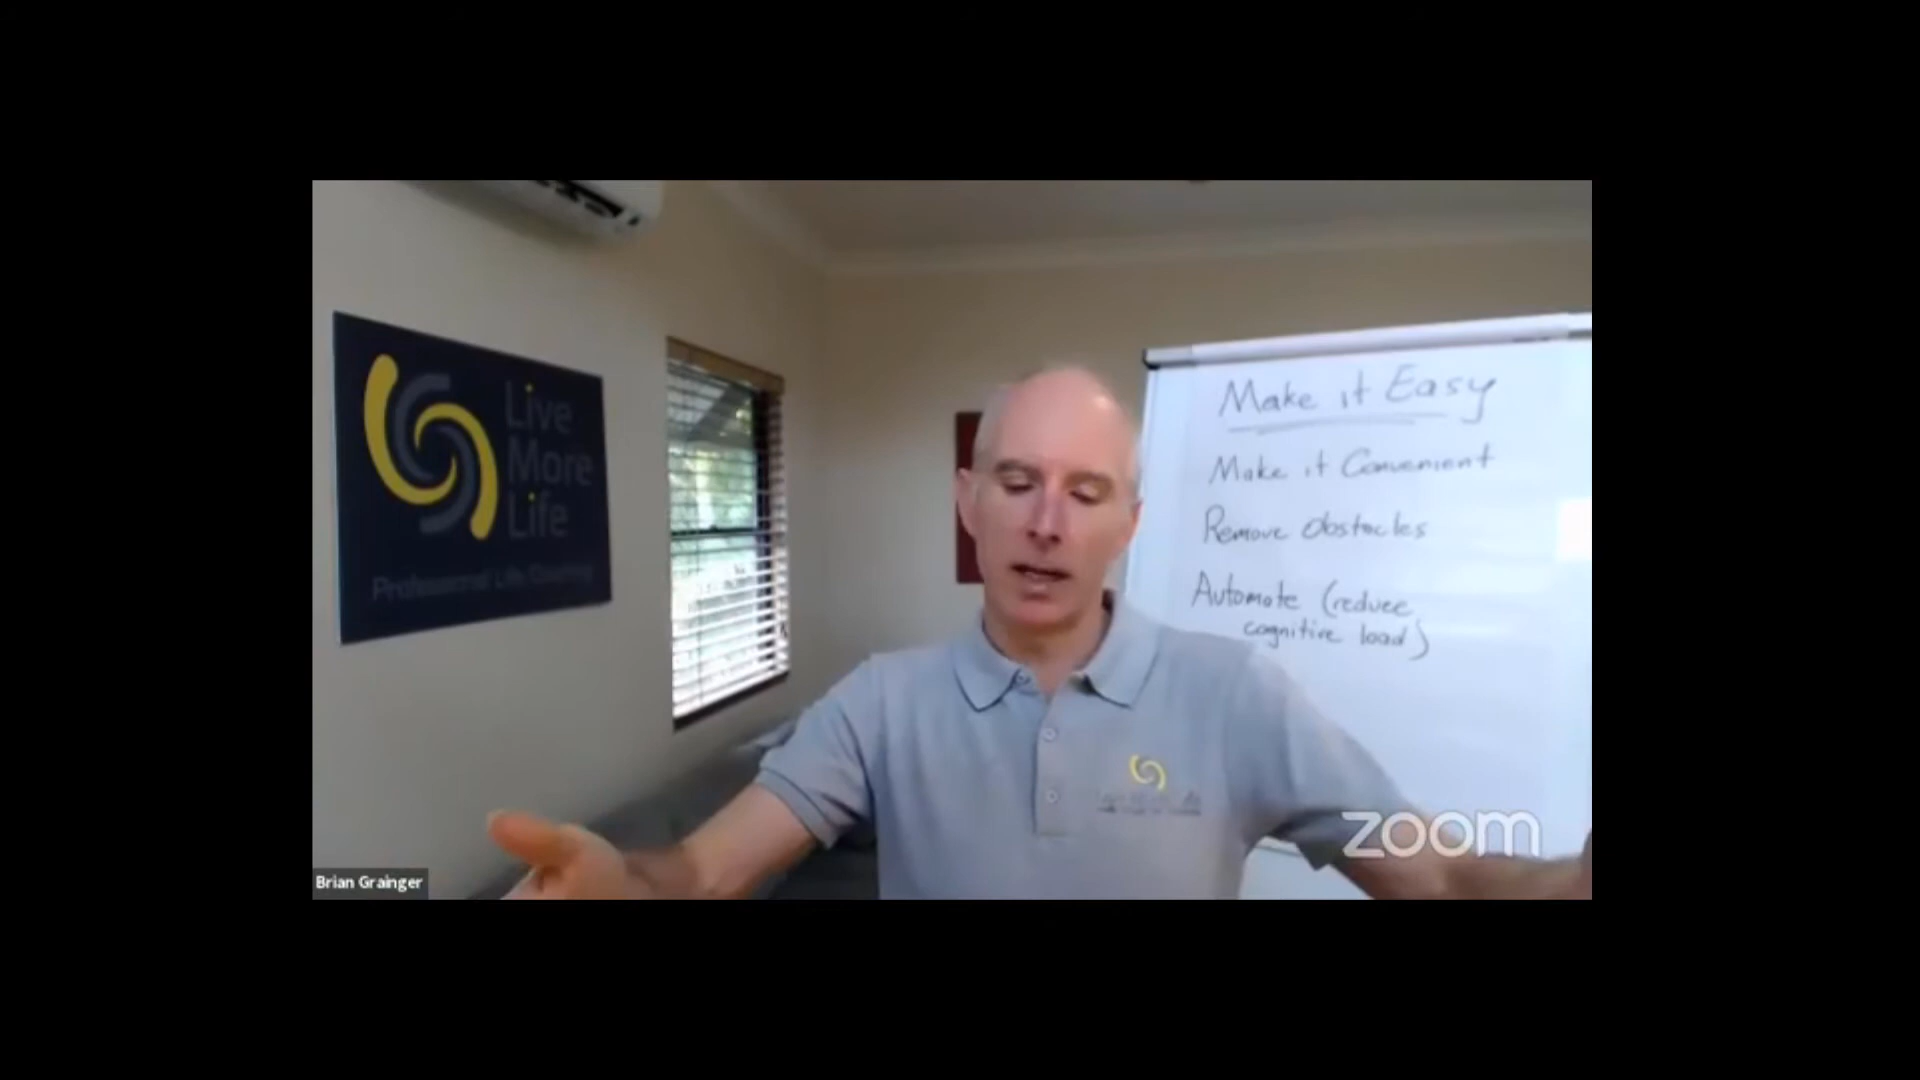 Live
More
Life
Professional Life Coaching
Make it Easy
Make it Convenient
Remove Obstacles
Automate (reduce
cognitive load)
zoom
Brian Grainger